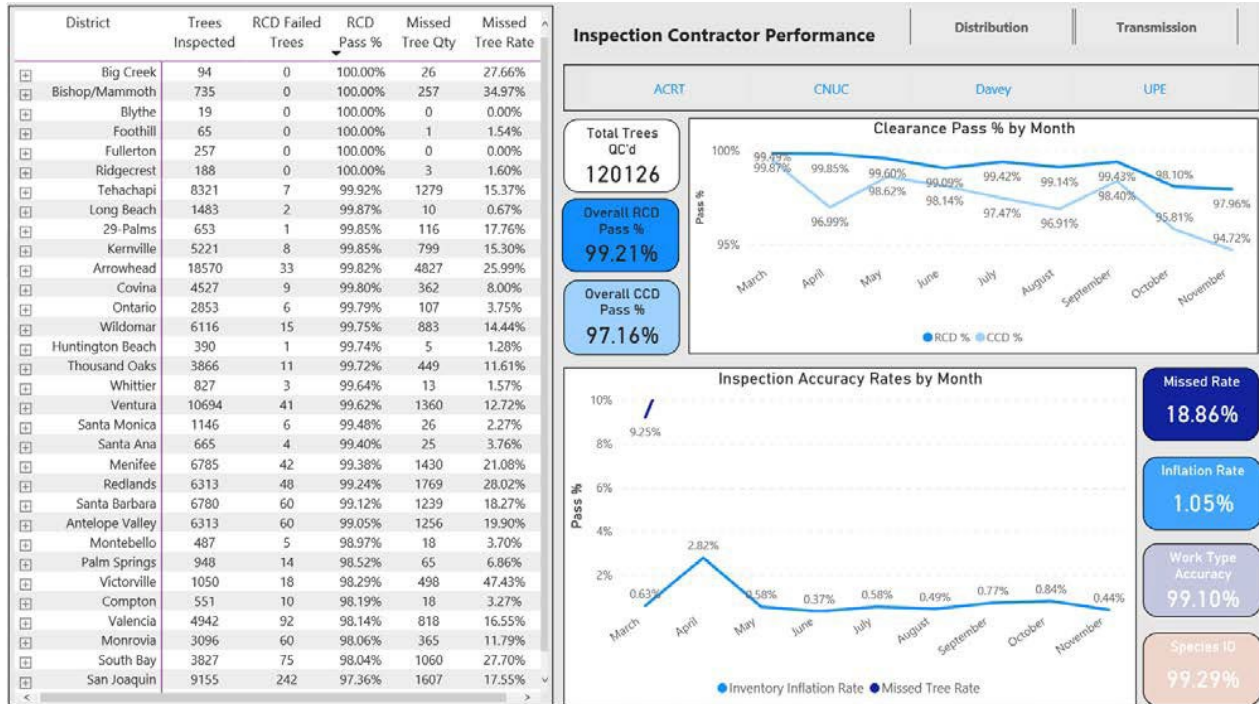 District Trees Inspected RCD Failed Trees RCD Pass % Missed Tree Qty Missed Tree Rate
Big Creek 94 0 100.00% 26 27.66%
Bishop/Mammoth 735 0 100.00% 257 34.97%
Blythe 19 0 100.00% 0 0.00%
Foothill 65 0 100.00% 1 1.54%
Fullerton 257 0 100.00% 0 0.00%
Ridgecrest 188 0 100.00% 3 1.60%
Tehachapi 8321 7 99.92% 1279 15.37%
Long Beach 1483 2 99.87% 10 0.67%
29-Palms 653 1 99.85% 116 17.76%
Kernville 5221 8 99.85% 799 15.30%
Arrowhead 18570 33 99.82% 4827 25.99%
Covina 4527 9 99.80% 362 8.00%
Ontario 2853 6 99.79% 107 3.75%
Wildomar 6116 15 99.75% 883 14.44%
Huntington Beach 390 1 99.74% 5 1.28%
Thousand Oaks 3866 11 99.72% 449 11.61%
Whittier 827 3 99.64% 13 1.57%
Ventura 10694 41 99.62% 1360 12.72%
Santa Monica 1146 6 99.48% 26 2.27%
Santa Ana 665 4 99.40% 25 3.76%
Menifee 6785 42 99.38% 1430 21.08%
Redlands 6313 48 99.24% 1769 28.02%
Santa Barbara 6780 60 99.12% 1239 18.27%
Antelope Valley 6313 60 99.05% 1256 19.90%
Montebello 487 5 98.97% 18 3.70%
Palm Springs 948 14 98.52% 65 6.86%
Victorville 1050 18 98.29% 498 47.43%
Compton 551 10 98.19% 18 3.27%
Valencia 4942 92 98.14% 818 16.55%
Monrovia 3096 60 98.06% 365 11.79%
South Bay 3827 75 98.04% 1060 27.70%
San Joaquin 9155 242 97.36% 1607 17.55%
Inspection Contractor Performance
Distribution Transmission
ACRT CNUC Davey UPE
Total Trees
QC'd
120126
Overall RCD
Pass %
99.21%
Overall CCD
Pass %
97.16%
Clearance Pass % by Month
Pass %
100%
95%
99.49% 99.85% 99.60% 99.09% 99.42% 99.14% 99.43% 98.10% 97.96%
99.87% 96.99% 98.62% 98.14% 97.47% 96.91% 98.40% 95.81% 94.72%
March April May June July August September October November
RCD % CCD %
Inspection Accuracy Rates by Month
Pass %
10%
8%
6%
4%
2%
9.25%
0.63% 2.82% 0.58% 0.37% 0.58% 0.49% 0.77% 0.84% 0.44%
March April May June July August September October November
Inventory Inflation Rate Missed Tree Rate
Missed Rate
18.86%
Inflation Rate
1.05%
Work Type
Accuracy
99.10%
Species ID
99.29%